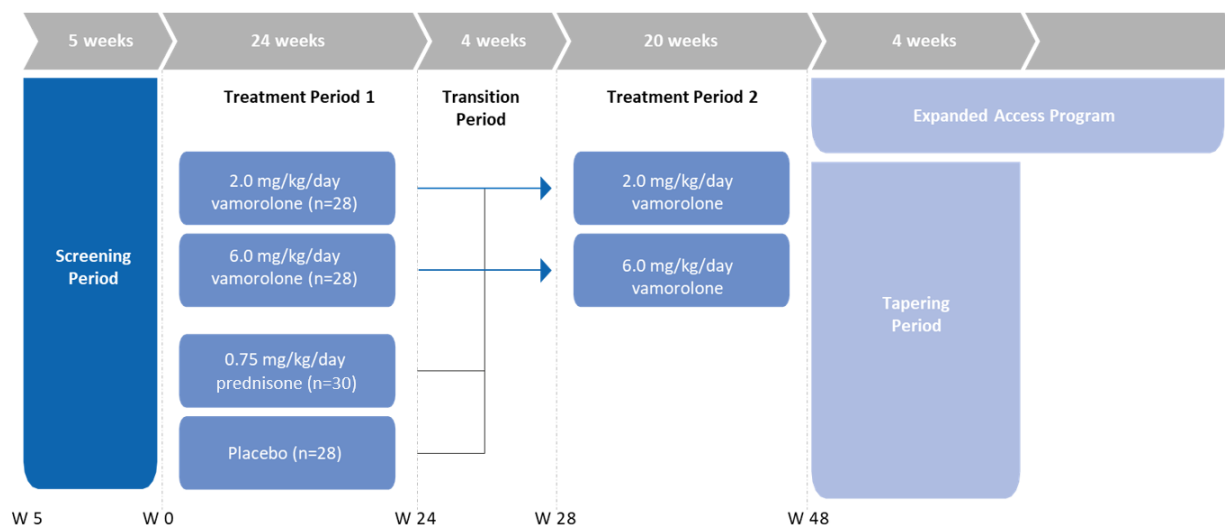 5 weeks
24 weeks
4 weeks
20 weeks
4 weeks
Treatment Period 1
Transition
Period
Treatment Period 2
Expanded Access Program
2.0 mg/kg/day
vamorolone (n=28)
2.0 mg/kg/day
vamorolone
Screening
Period
6.0 mg/kg/day
vamorolone (n=28)
6.0 mg/kg/day
vamorolone
Tapering
Period
0.75 mg/kg/day
prednisone (n=30)
Placebo (n=28)
W 5
W 0
W 24
W 28
W 48